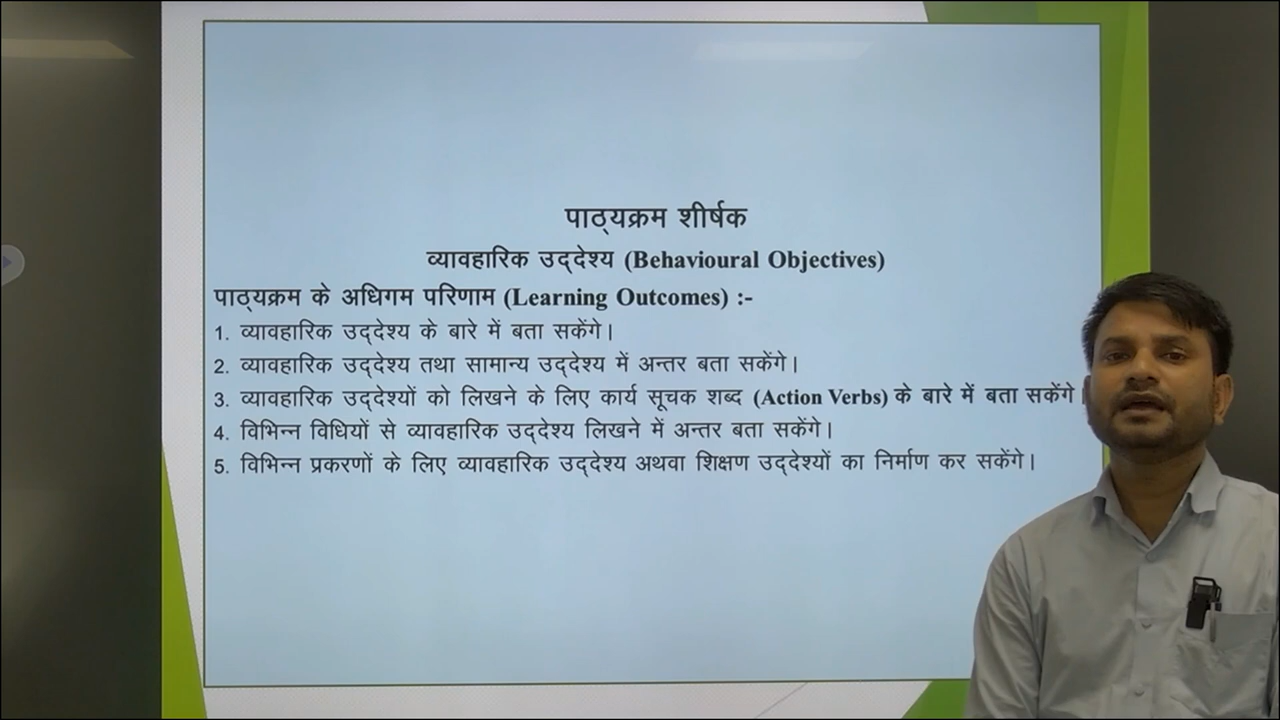 पाठ्यक्रम शीर्षक
व्यावहारिक उद्देश्य (Behavioural Objectives)
पाठ्यक्रम के अधिगम परिणाम (Learning Outcomes) :-
1. व्यावहारिक उद्देश्य के बारे में बता सकेंगे।
2. व्यावहारिक उद्देश्य तथा सामान्य उद्देश्य में अन्तर बता सकेंगे।
3. व्यावहारिक उद्देश्यों को लिखने के लिए कार्य सूचक शब्द (Action Verbs) के बारे में बता सकेंगे।
4. विभिन्न विधियों से व्यावहारिक उद्देश्य लिखने में अन्तर बता सकेंगे।
5. विभिन्न प्रकरणों के लिए व्यावहारिक उद्देश्य अथवा शिक्षण उद्देश्यों का निर्माण कर सकेंगे।